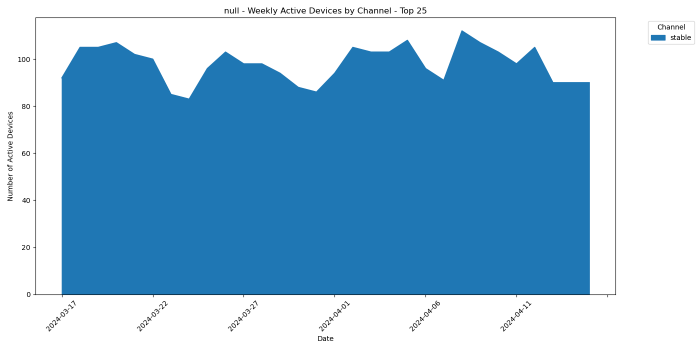 null - Weekly Active Devices by Channel - Top 25
Channel
stable
Number of Active Devices
100
80
60
40
20
0
2024-03-17
2024-03-22
2024-03-27
2024-04-01
2024-04-06
2024-04-11
Date